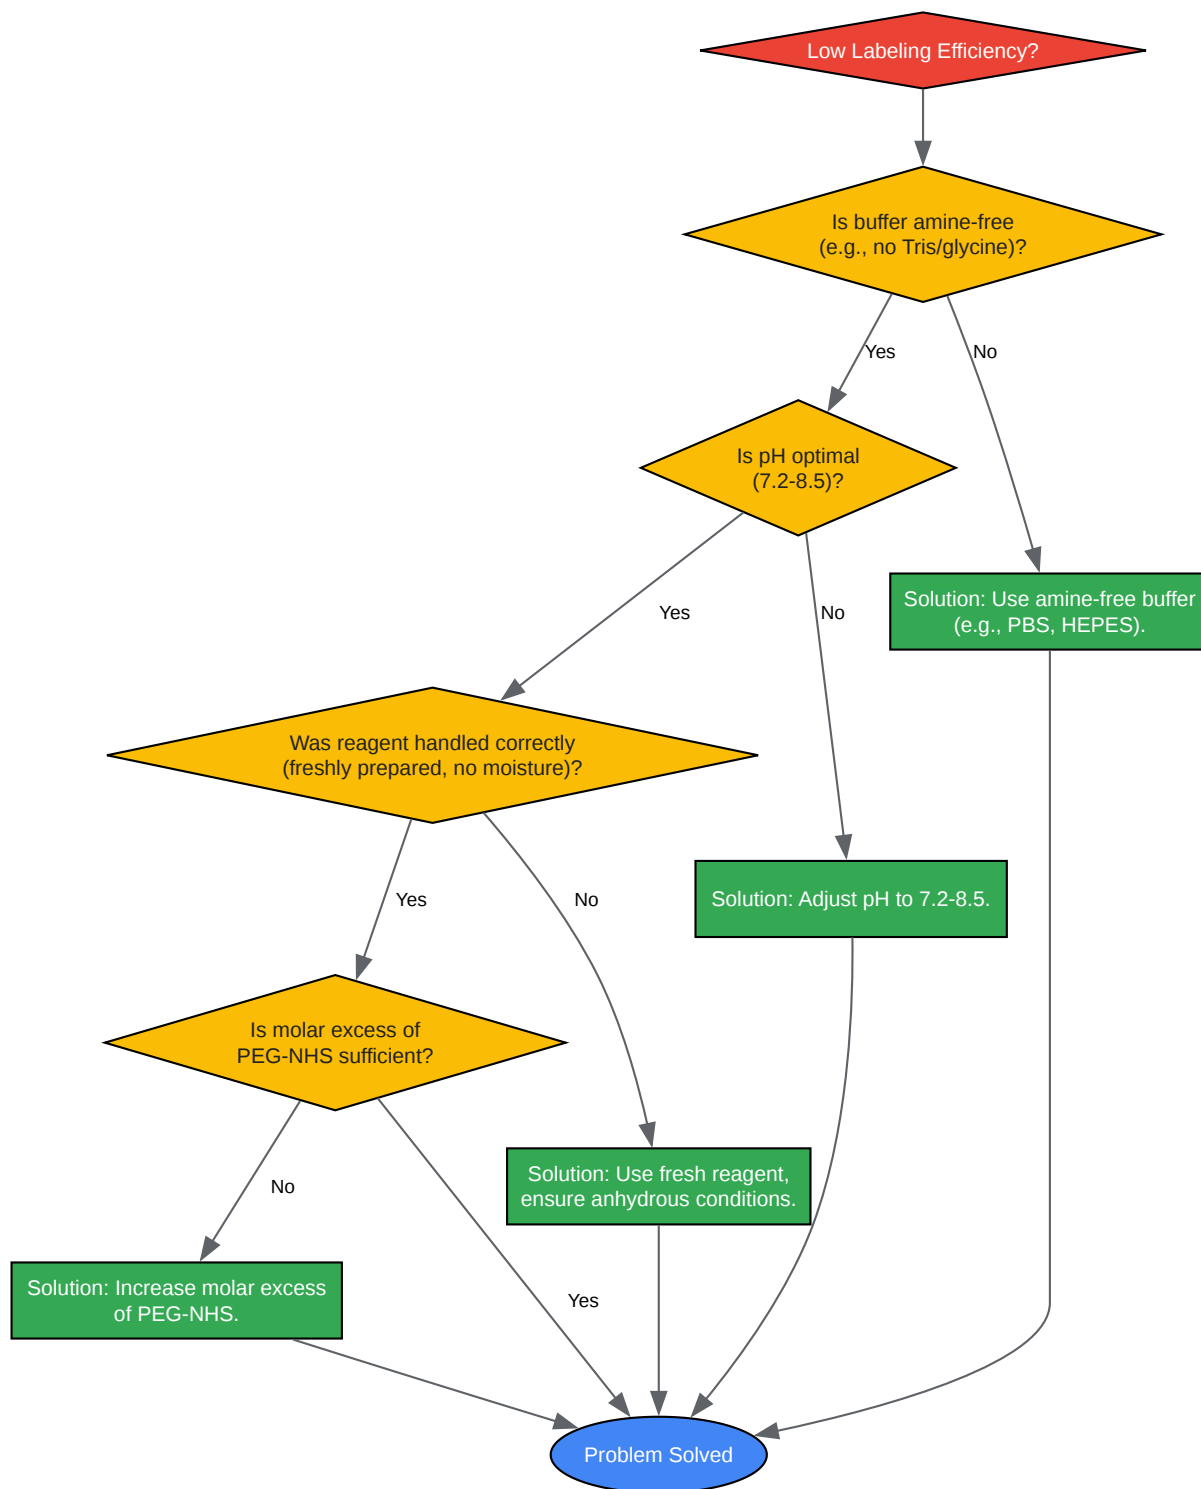 Low Labeling Efficiency?
Is buffer amine-free
(e.g., no Tris/glycine)?
Yes
No
Is pH optimal
(7.2-8.5)?
Solution: Use amine-free buffer
(e.g., PBS, HEPES).
Yes
No
Was reagent handled correctly
(freshly prepared, no moisture)?
Solution: Adjust pH to 7.2-8.5.
Yes
No
Is molar excess of
PEG-NHS sufficient?
Solution: Use fresh reagent,
ensure anhydrous conditions.
No
Solution: Increase molar excess
of PEG-NHS.
Yes
Problem Solved